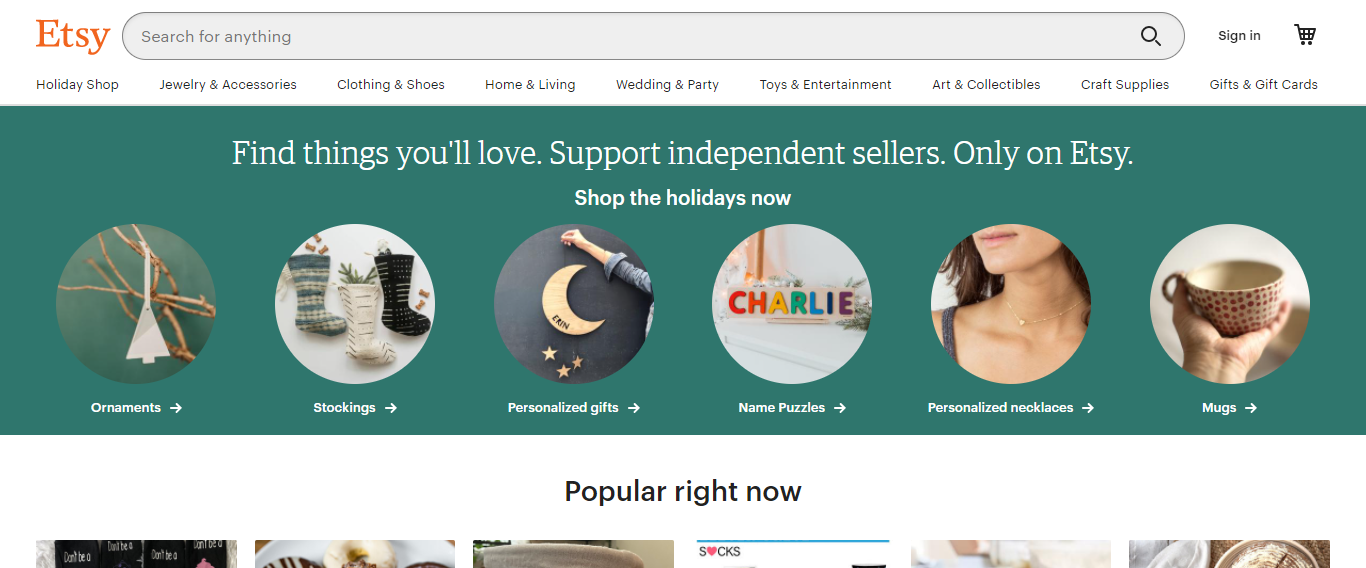 Etsy
Search for anything
Sign in
Holiday Shop
Jewelry & Accessories
Clothing & Shoes
Home & Living
Wedding & Party
Toys & Entertainment
Art & Collectibles
Craft Supplies
Gifts & Gift Cards
Find things you'll love. Support independent sellers. Only on Etsy.
Shop the holidays now
ERIN
CHARLIE
Ornaments →
Stockings →
Personalized gifts →
Name Puzzles →
Personalized necklaces →
Mugs →
Popular right now
Don't be a
Don't be a
Don't be a
Don't be a
S♥CKS